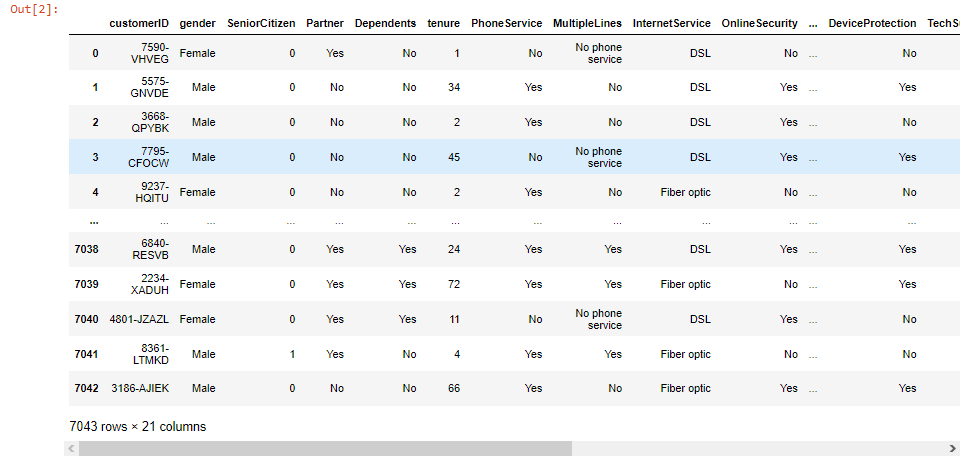 Out[2]:
customerID gender SeniorCitizen Partner Dependents tenure PhoneService MultipleLines InternetService OnlineSecurity ... DeviceProtection
0 7590-VHVEG Female 0 Yes No 1 No No phone service DSL No ... No
1 5575-GNVDE Male 0 No No 34 Yes No DSL Yes ... Yes
2 3668-QPYBK Male 0 No No 2 Yes No DSL Yes ... No
3 7795-CFOCW Male 0 No No 45 No No phone service DSL Yes ... Yes
4 9237-HQITU Female 0 No No 2 Yes No Fiber optic No ... No
... ... ... ... ... ... ... ... ... ... ... ... ...
7038 6840-RESVB Male 0 Yes Yes 24 Yes Yes DSL Yes ... Yes
7039 2234-XADUH Female 0 Yes Yes 72 Yes Yes Fiber optic No ... Yes
7040 4801-JZAZL Female 0 Yes Yes 11 No No phone service DSL Yes ... No
7041 8361-LTMKD Male 1 Yes No 4 Yes Yes Fiber optic No ... No
7042 3186-AJIEK Male 0 No No 66 Yes No Fiber optic Yes ... Yes
7043 rows × 21 columns